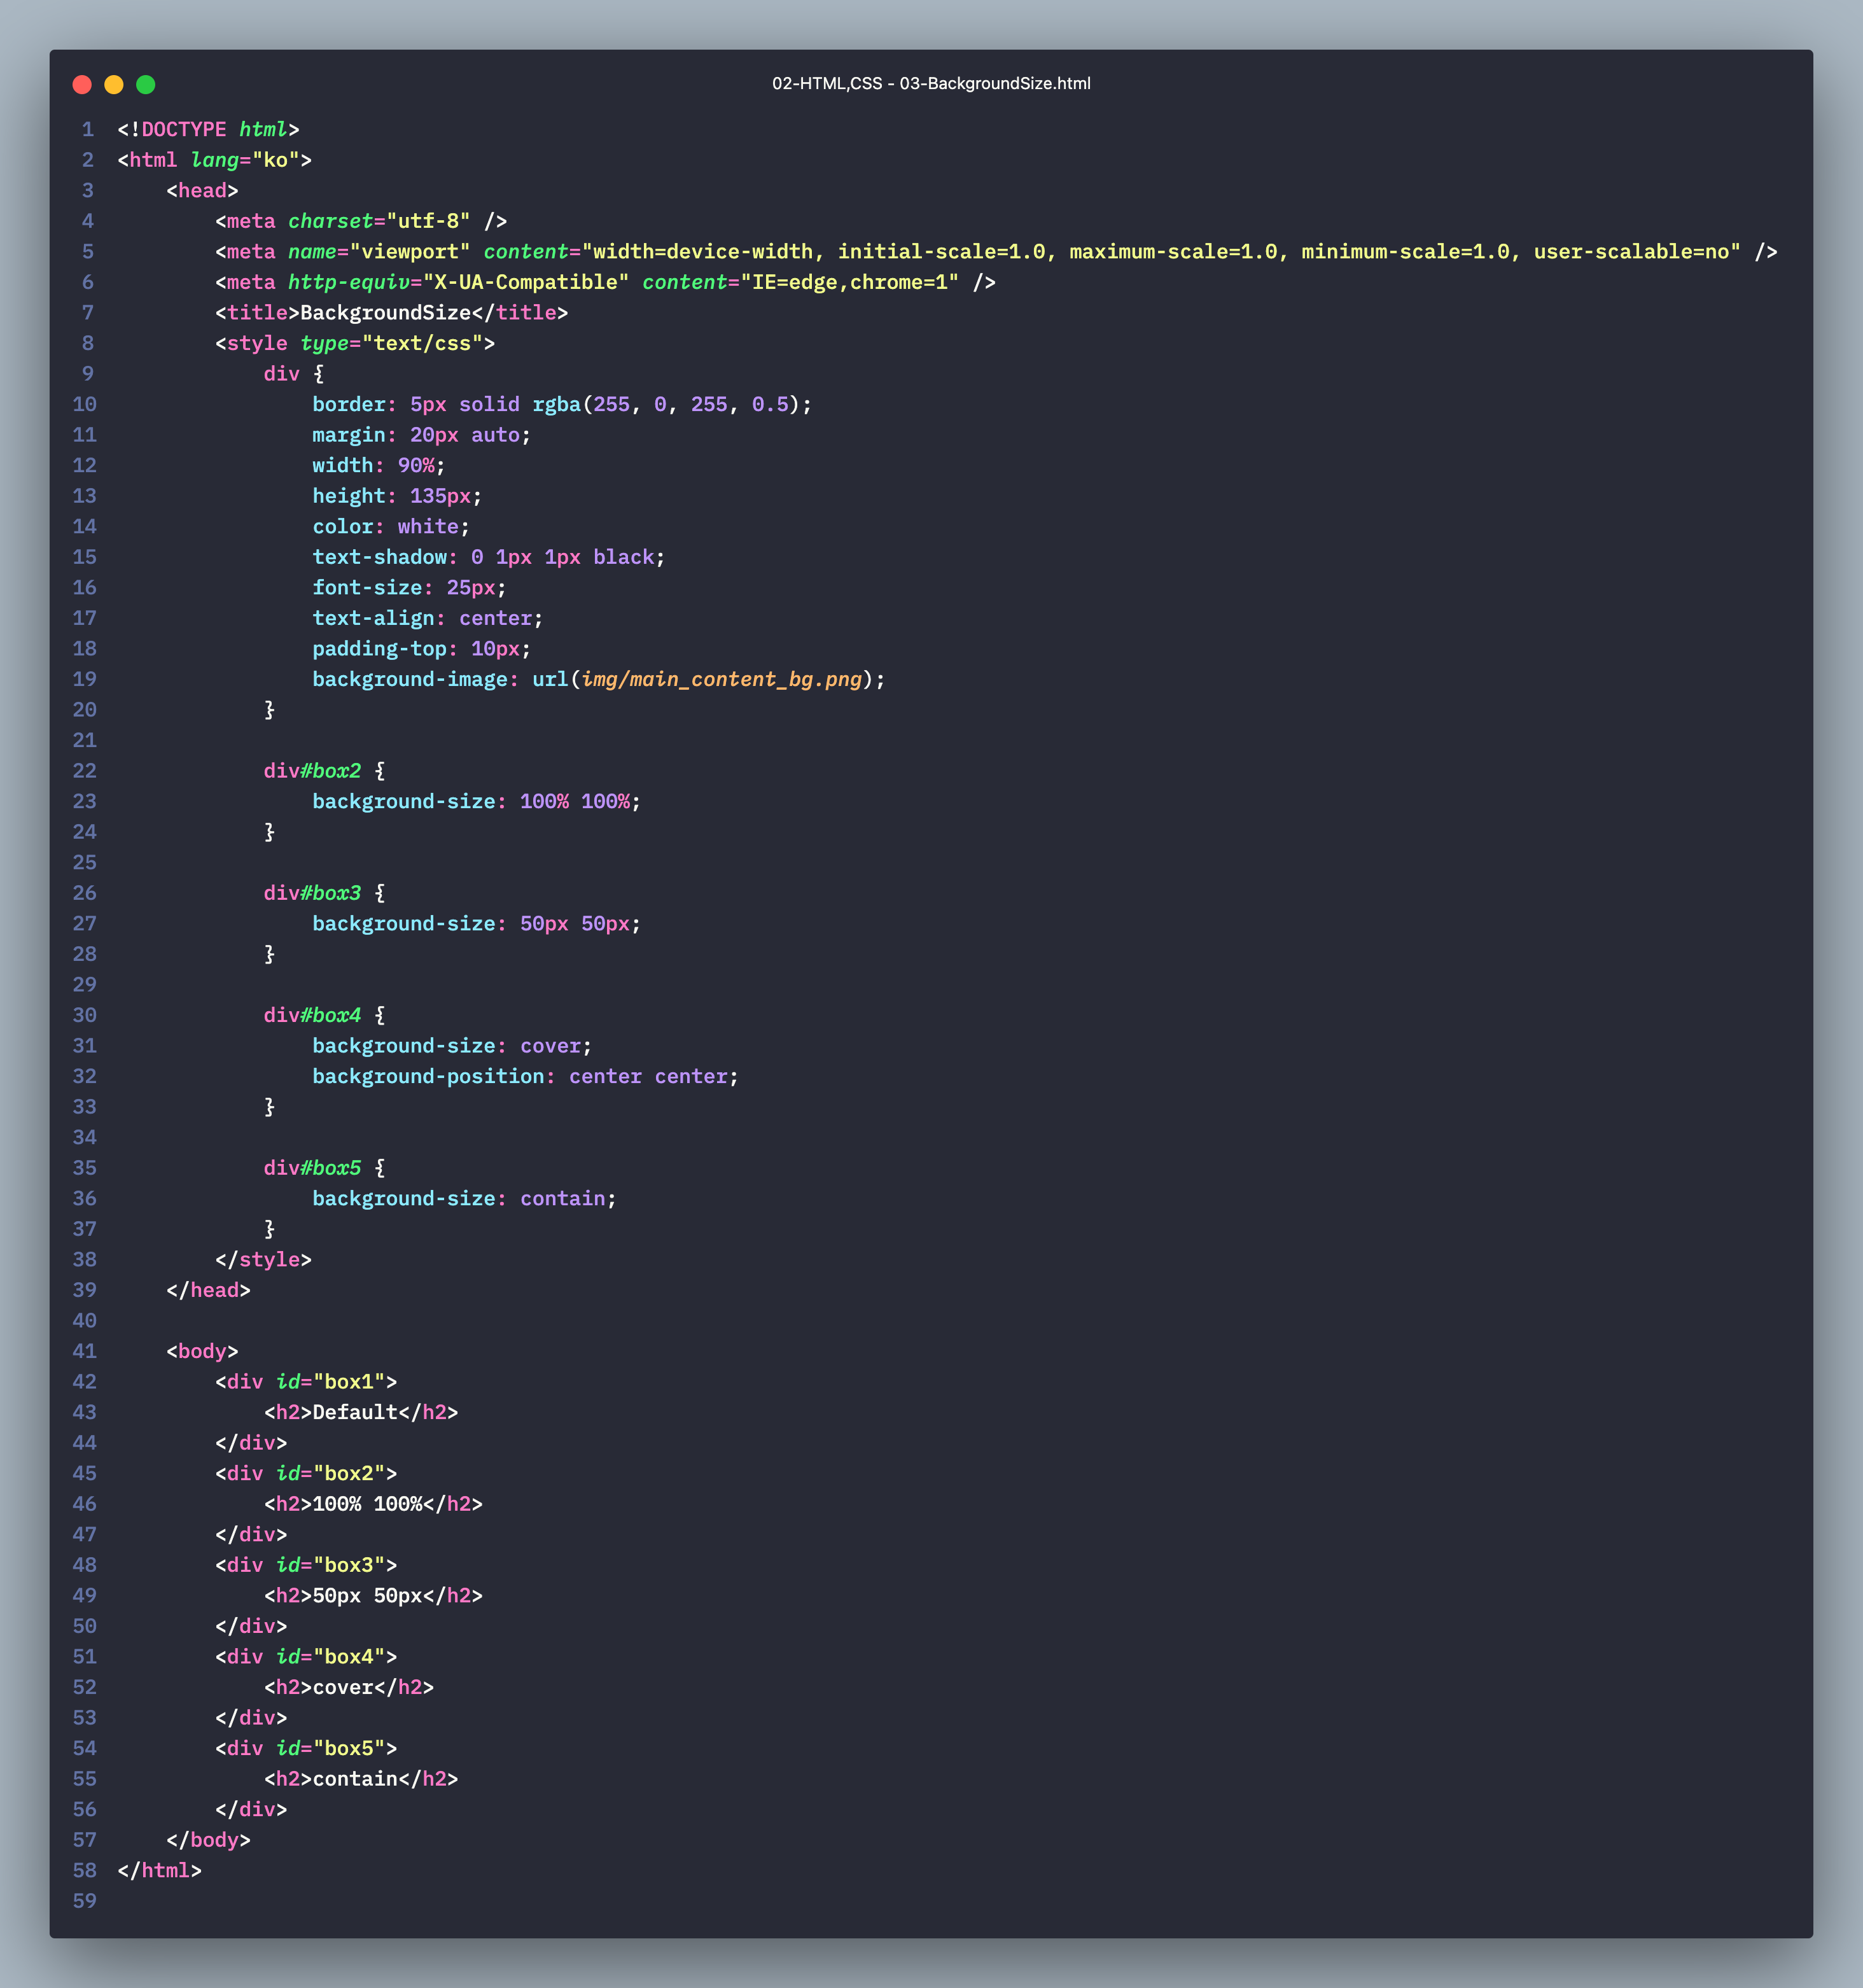 02-HTML,CSS - 03-BackgroundSize.html
1 <!DOCTYPE html>
2 <html lang="ko">
3     <head>
4         <meta charset="utf-8" />
5         <meta name="viewport" content="width=device-width, initial-scale=1.0, maximum-scale=1.0, minimum-scale=1.0, user-scalable=no" />
6         <meta http-equiv="X-UA-Compatible" content="IE=edge,chrome=1" />
7         <title>BackgroundSize</title>
8         <style type="text/css">
9             div {
10                 border: 5px solid rgba(255, 0, 255, 0.5);
11                 margin: 20px auto;
12                 width: 90%;
13                 height: 135px;
14                 color: white;
15                 text-shadow: 0 1px 1px black;
16                 font-size: 25px;
17                 text-align: center;
18                 padding-top: 10px;
19                 background-image: url(img/main_content_bg.png);
20             }
21
22             div#box2 {
23                 background-size: 100% 100%;
24             }
25
26             div#box3 {
27                 background-size: 50px 50px;
28             }
29
30             div#box4 {
31                 background-size: cover;
32                 background-position: center center;
33             }
34
35             div#box5 {
36                 background-size: contain;
37             }
38         </style>
39     </head>
40
41     <body>
42         <div id="box1">
43             <h2>Default</h2>
44         </div>
45         <div id="box2">
46             <h2>100% 100%</h2>
47         </div>
48         <div id="box3">
49             <h2>50px 50px</h2>
50         </div>
51         <div id="box4">
52             <h2>cover</h2>
53         </div>
54         <div id="box5">
55             <h2>contain</h2>
56         </div>
57     </body>
58 </html>
59